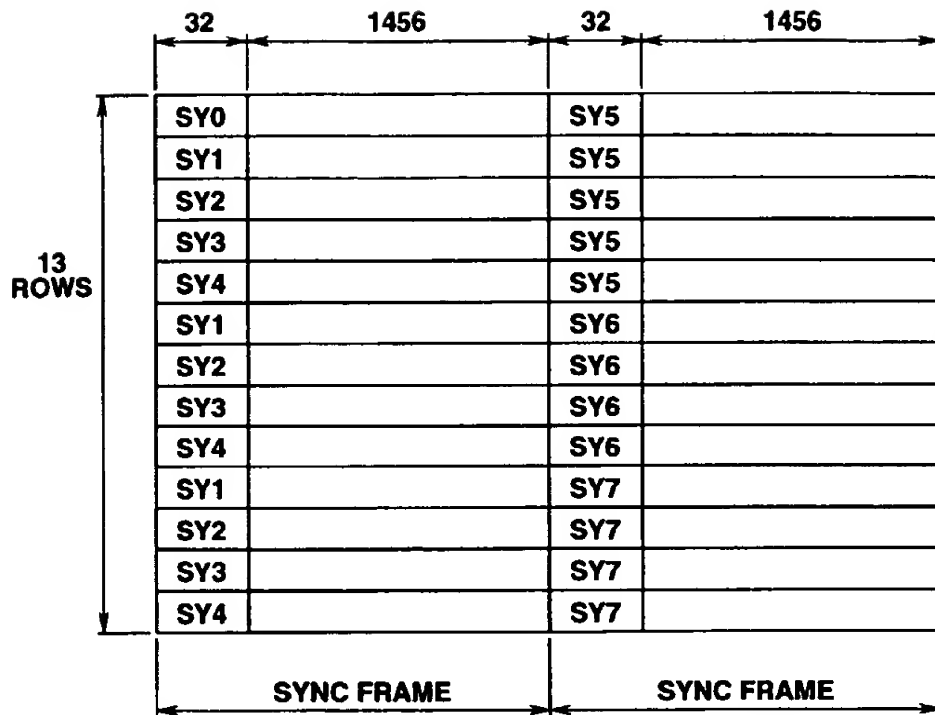 32 1456 32 1456
SY0 SY5
SY1 SY5
SY2 SY5
SY3 SY5
13
ROWS
SY4 SY5
SY1 SY6
SY2 SY6
SY3 SY6
SY4 SY6
SY1 SY7
SY2 SY7
SY3 SY7
SY4 SY7
SYNC FRAME SYNC FRAME